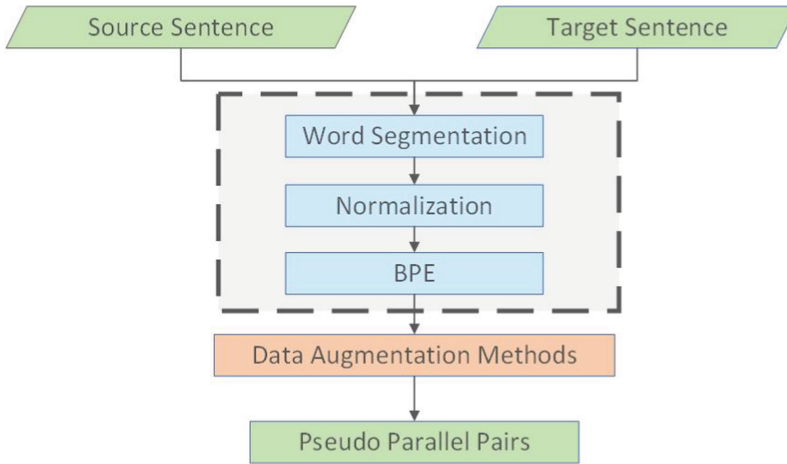 Source Sentence
Target Sentence
Word Segmentation
Normalization
BPE
Data Augmentation Methods
Pseudo Parallel Pairs